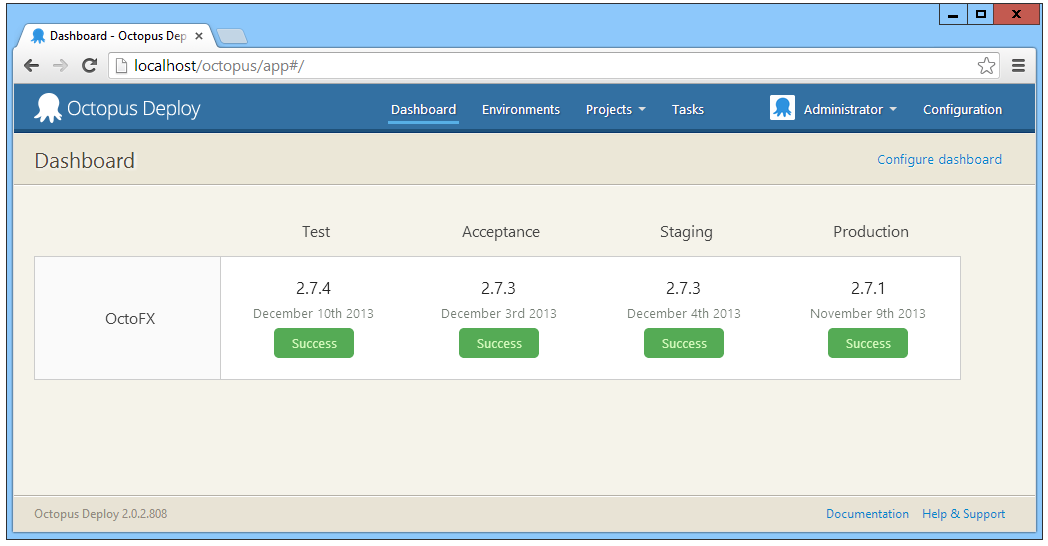 Dashboard - Octopus Dep
localhost/octopus/app#/
Octopus Deploy Dashboard Environments Projects Tasks Administrator Configuration
Dashboard Configure dashboard
Test Acceptance Staging Production
2.7.4 2.7.3 2.7.3 2.7.1
December 10th 2013 December 3rd 2013 December 4th 2013 November 9th 2013
OctoFX
Success Success Success Success
Octopus Deploy 2.0.2.808 Documentation Help & Support